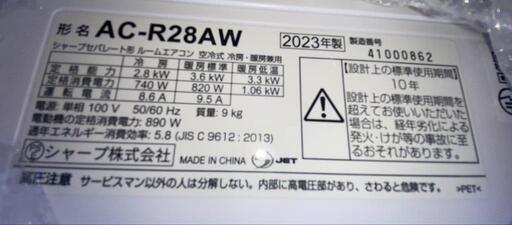 形名 AC-R28AW 2023年製 製造番号 41000862
シャープセパレート形 ルームエアコン 空冷式 冷房・暖房兼用
冷房 暖房標準 暖房低温
定格能力 2.8 kW 3.6 kW 3.3 kW
定格消費電力 740 W 820 W 1.06 kW
運転電流 8.6 A 9.5 A
電源: 単相 100 V 50/60 Hz 質量: 9 kg
電動機の定格消費電力: 890 W
通年エネルギー消費効率: 5.8 (JIS C 9612 ; 2013)
シャープ株式会社 MADE IN CHINA JET
【設計上の標準使用期間】
10年
設計上の標準使用期間を
超えてお使いいただいた
場合は、経年劣化による
発火・けが等の事故に至
るおそれがあります。
高圧注意 サービスマン以外の人は分解しない。内部に高電圧部があり、さわると危険です。 >PET<